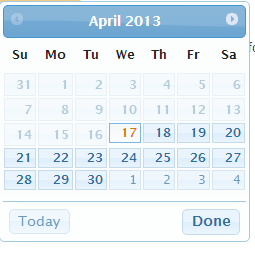 April 2013
Su Mo Tu We Th Fr Sa
31 1 2 3 4 5 6
7 8 9 10 11 12 13
14 15 16 17 18 19 20
21 22 23 24 25 26 27
28 29 30 1 2 3 4
Today Done